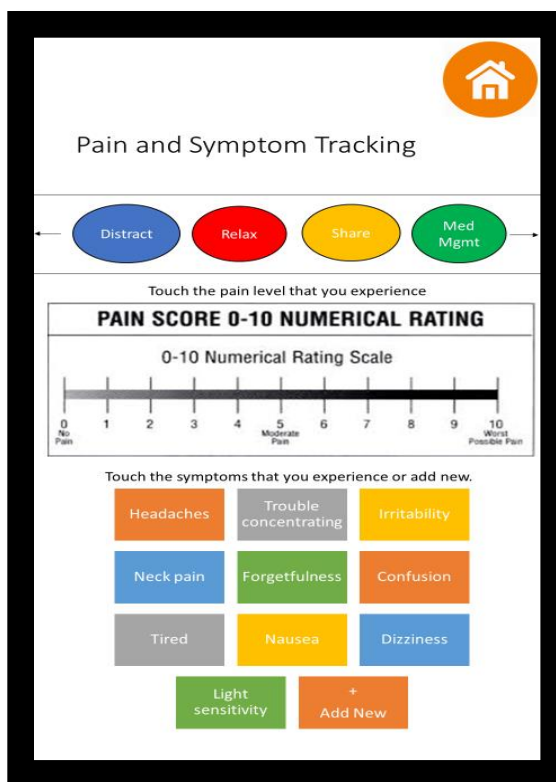 Pain and Symptom Tracking
Distract
Relax
Share
Med
Mgmt
Touch the pain level that you experience
PAIN SCORE 0-10 NUMERICAL RATING
0-10 Numerical Rating Scale
0 1 2 3 4 5 6 7 8 9 10
No Pain
Moderate Pain
Worst Possible Pain
Touch the symptoms that you experience or add new.
Headaches
Trouble
concentrating
Irritability
Neck pain
Forgetfulness
Confusion
Tired
Nausea
Dizziness
Light
sensitivity
+
Add New